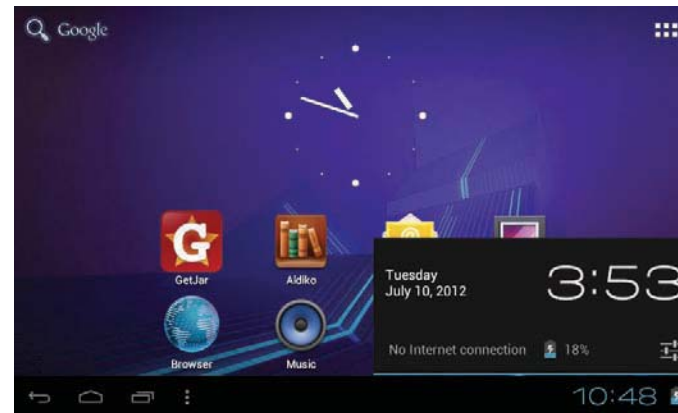 Google
GetJar
Aldiko
Browser
Music
Tuesday
July 10, 2012
3:53
No Internet connection
18%
10:48